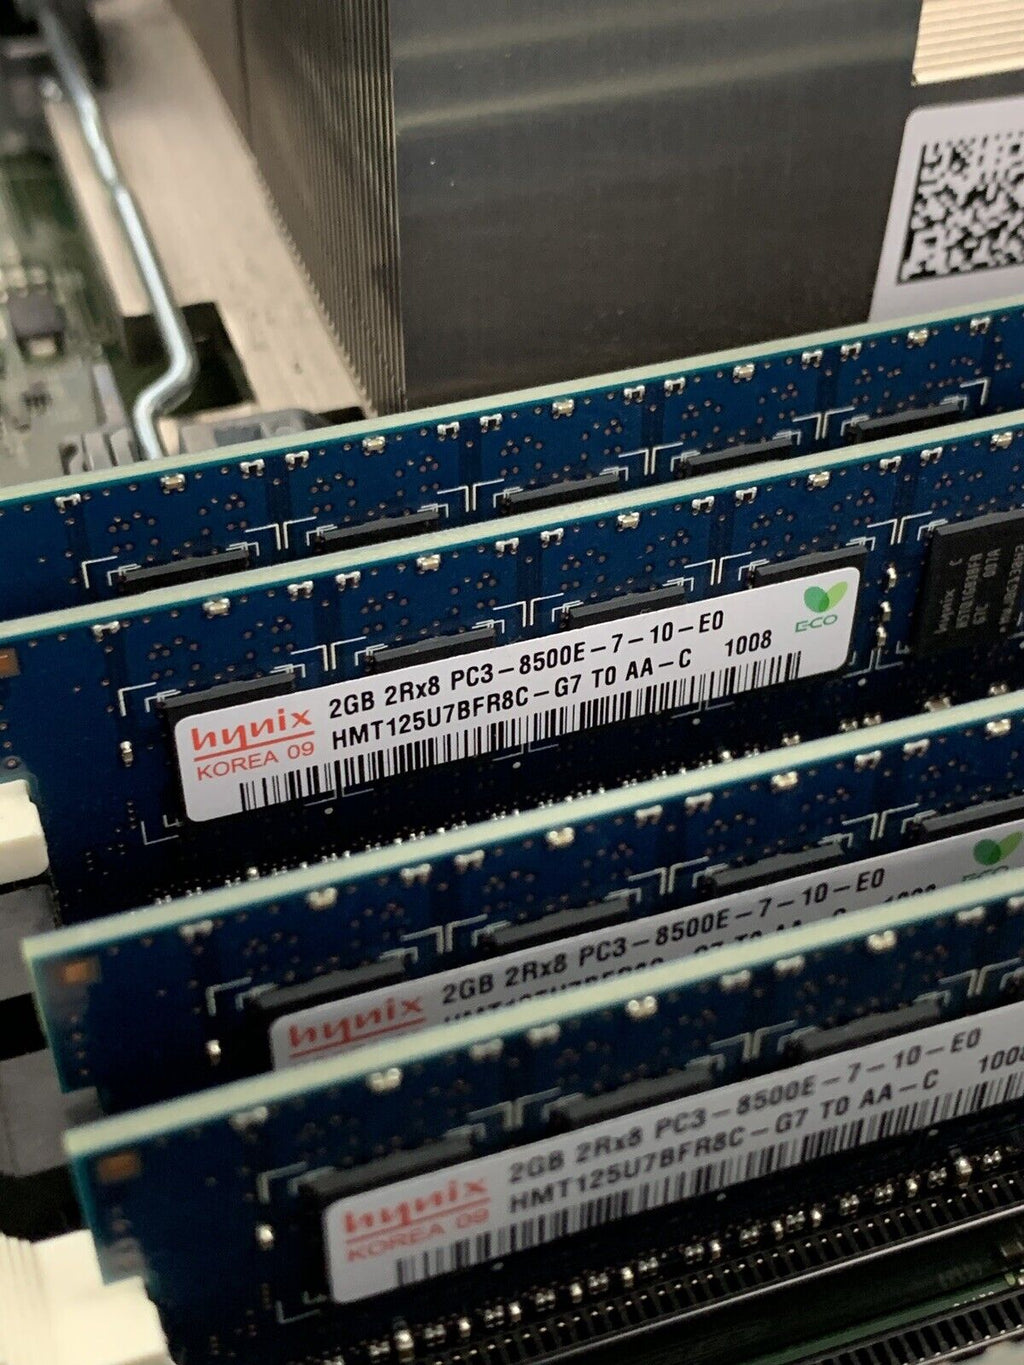 hynix
KOREA 09
2GB 2Rx8 PC3-8500E-7-10-E0
HMT125U7BFR8C-G7 T0 AA-C 1008
ECO
hynix
2GB 2Rx8 PC3-8500E-7-10-E0
hynix
KOREA 09
2GB 2Rx8 PC3-8500E-7-10-E0
HMT125U7BFR8C-G7 T0 AA-C
hynix